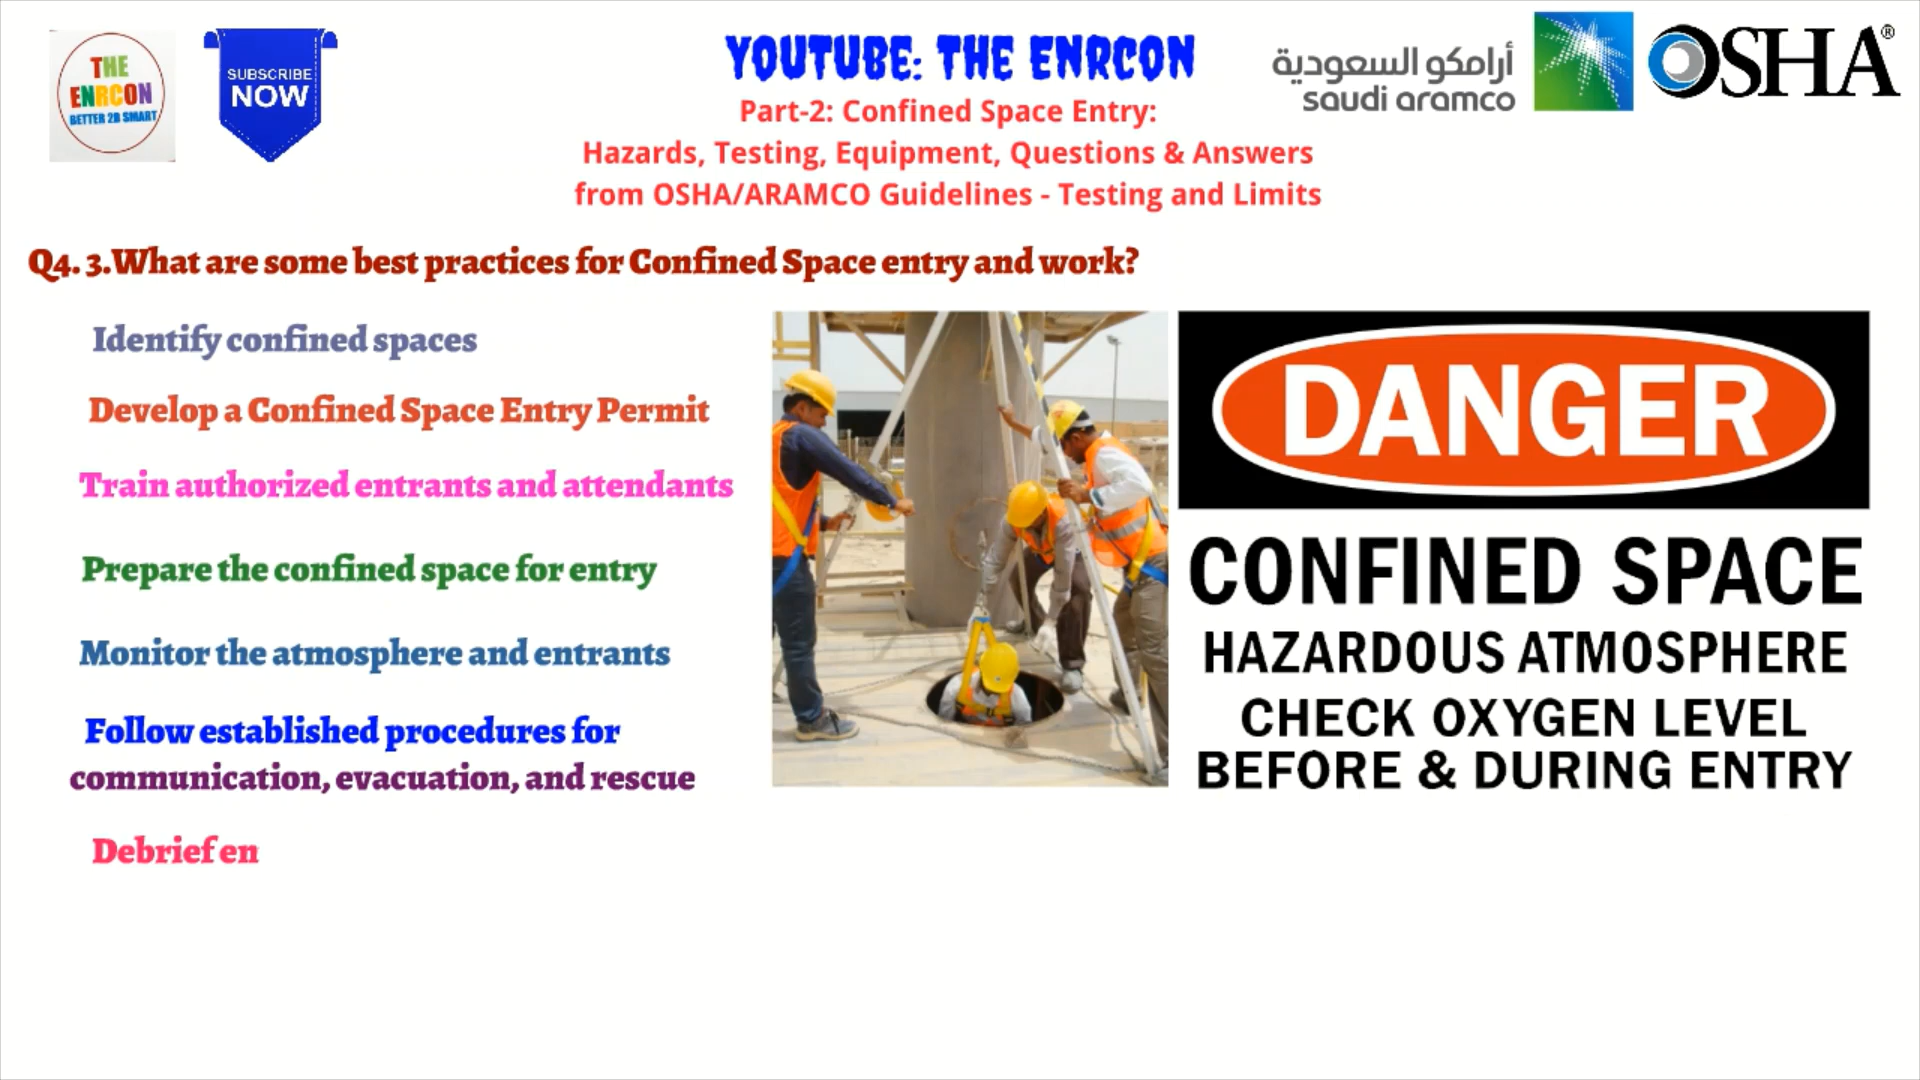 THE
ENRCON
BETTER 2B SMART
SUBSCRIBE
NOW
YOUTUBE: THE ENRCON
Part-2: Confined Space Entry:
Hazards, Testing, Equipment, Questions & Answers
from OSHA/ARAMCO Guidelines - Testing and Limits
أرامكو السعودية
saudi aramco
OSHA®
Q4. 3.What are some best practices for Confined Space entry and work?
Identify confined spaces
Develop a Confined Space Entry Permit
Train authorized entrants and attendants
Prepare the confined space for entry
Monitor the atmosphere and entrants
Follow established procedures for
communication, evacuation, and rescue
Debrief en
DANGER
CONFINED SPACE
HAZARDOUS ATMOSPHERE
CHECK OXYGEN LEVEL
BEFORE & DURING ENTRY